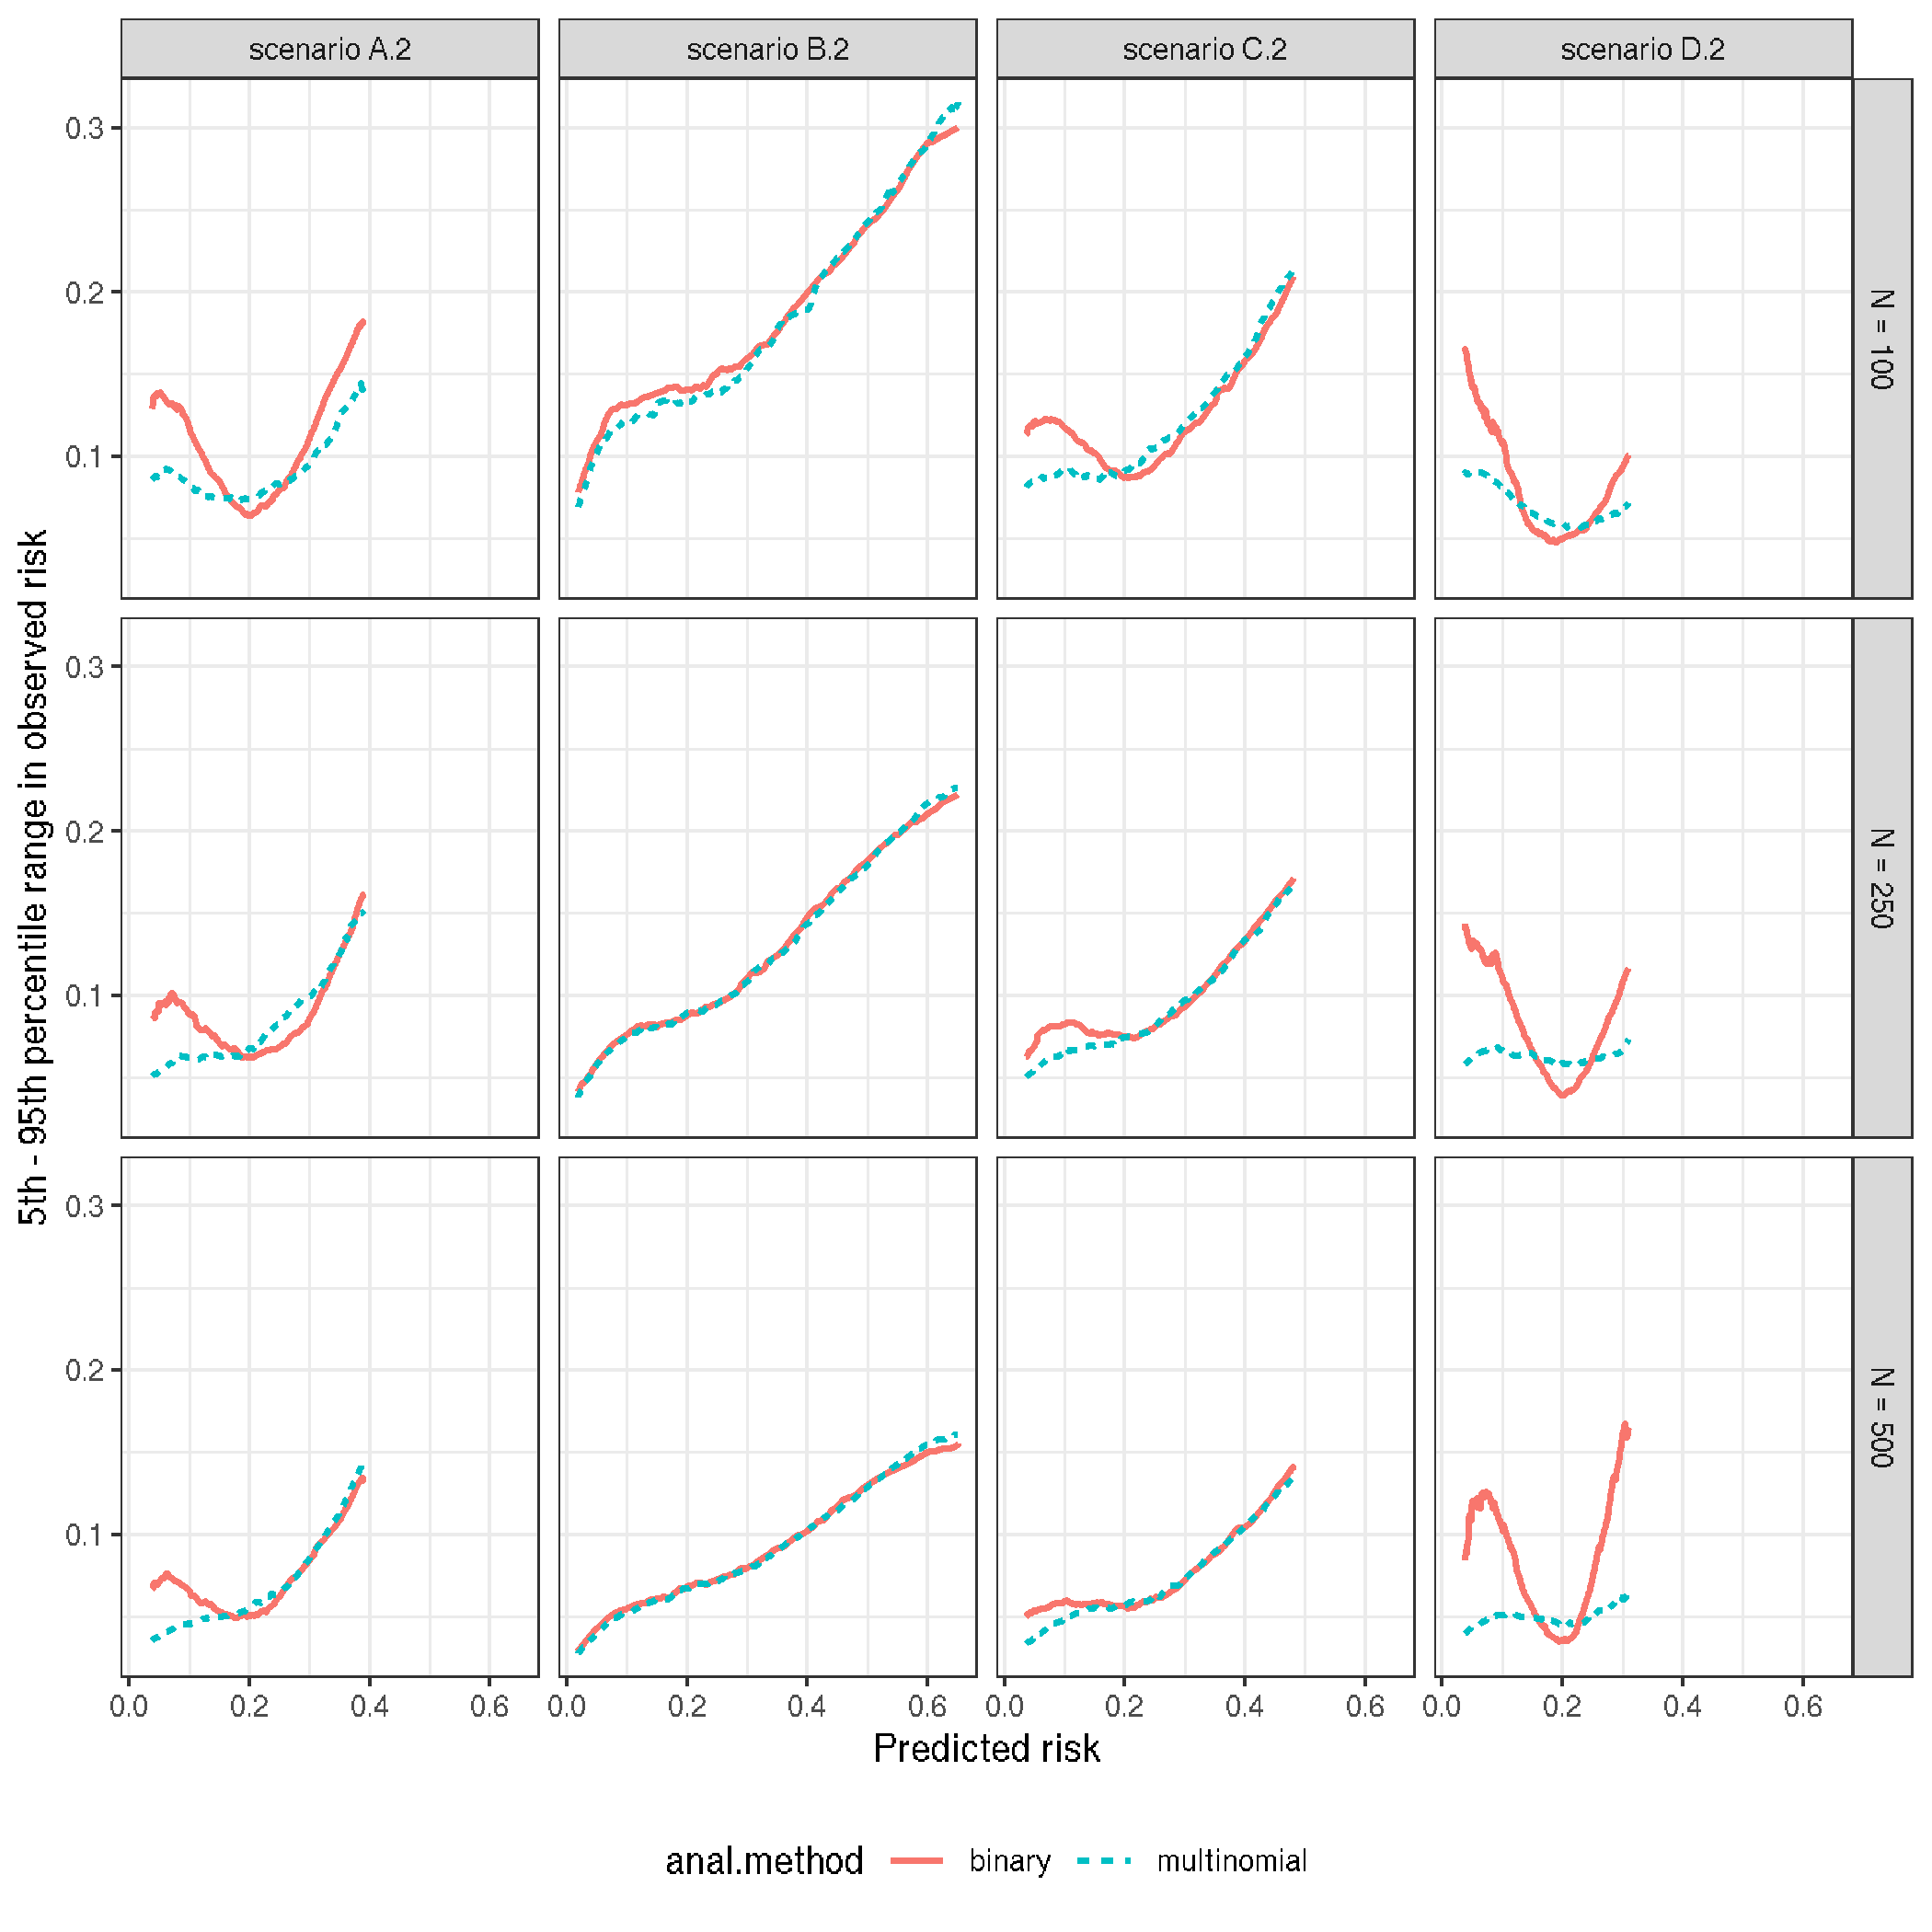 scenario A.2
scenario B.2
scenario C.2
scenario D.2
0.3
0.2
0.1
N = 100
0.3
0.2
0.1
N = 250
0.3
0.2
0.1
N = 500
5th - 95th percentile range in observed risk
0.0 0.2 0.4 0.6
0.0 0.2 0.4 0.6
0.0 0.2 0.4 0.6
0.0 0.2 0.4 0.6
Predicted risk
anal.method binary multinomial